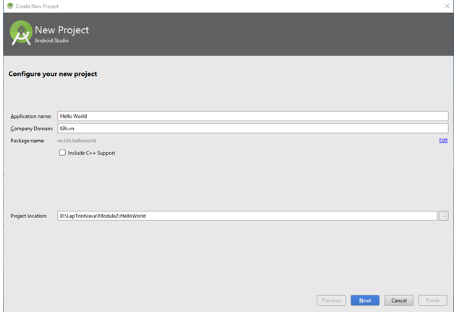 Create New Project
New Project
Android Studio
Configure your new project
Application name: Hello World
Company Domain: t3h.vn
Package name: vn.t3h.helloworld Edit
Include C++ Support
Project location: D:\LapTrinhJava\Module2\HelloWorld ...
Previous Next Cancel Finish